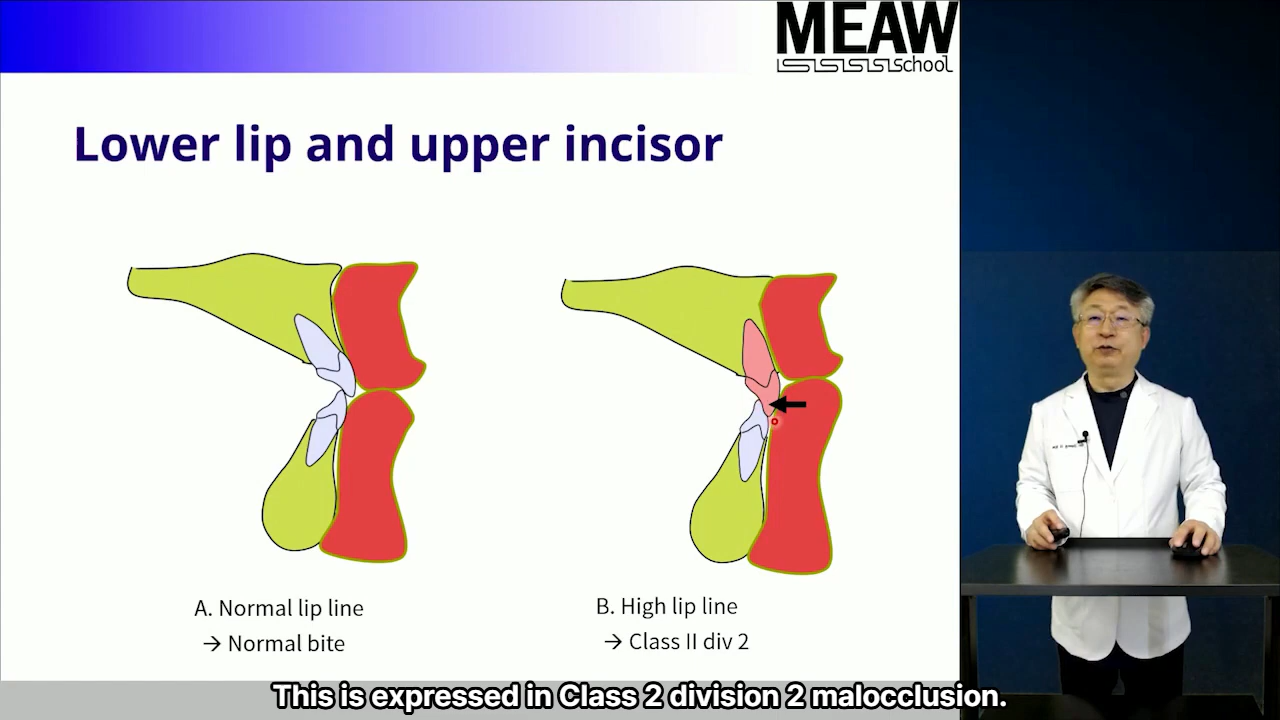 MEAW
school
Lower lip and upper incisor
A. Normal lip line
→ Normal bite
B. High lip line
→ Class II div 2
This is expressed in Class 2 division 2 malocclusion.